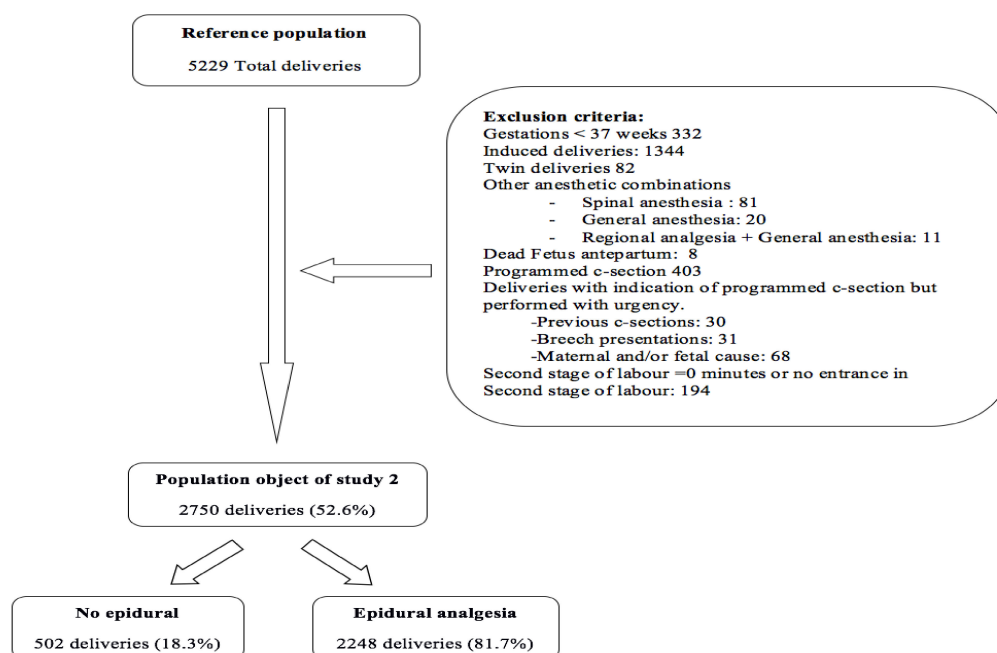 Reference population
5229 Total deliveries
Exclusion criteria:
Gestations < 37 weeks 332
Induced deliveries: 1344
Twin deliveries 82
Other anesthetic combinations
- Spinal anesthesia : 81
- General anesthesia: 20
- Regional analgesia + General anesthesia: 11
Dead Fetus antepartum: 8
Programmed c-section 403
Deliveries with indication of programmed c-section but
performed with urgency.
-Previous c-sections: 30
-Breech presentations: 31
-Maternal and/or fetal cause: 68
Second stage of labour =0 minutes or no entrance in
Second stage of labour: 194
Population object of study 2
2750 deliveries (52.6%)
No epidural
502 deliveries (18.3%)
Epidural analgesia
2248 deliveries (81.7%)